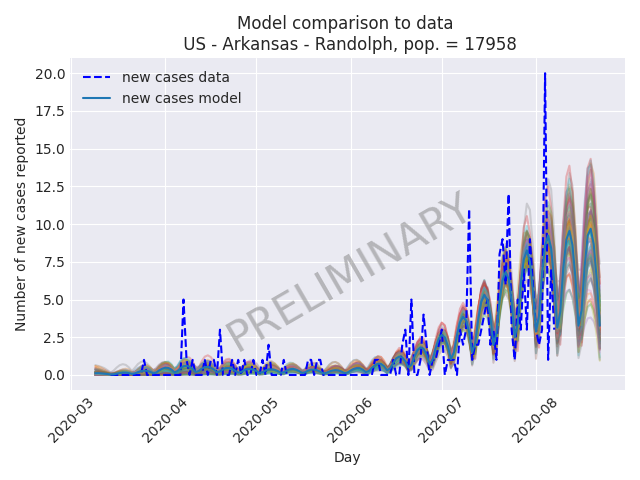 Model comparison to data
US - Arkansas - Randolph, pop. = 17958
new cases data
new cases model
Number of new cases reported
20.0
17.5
15.0
12.5
10.0
7.5
5.0
2.5
0.0
PRELIMINARY
2020-03
2020-04
2020-05
2020-06
2020-07
2020-08
Day